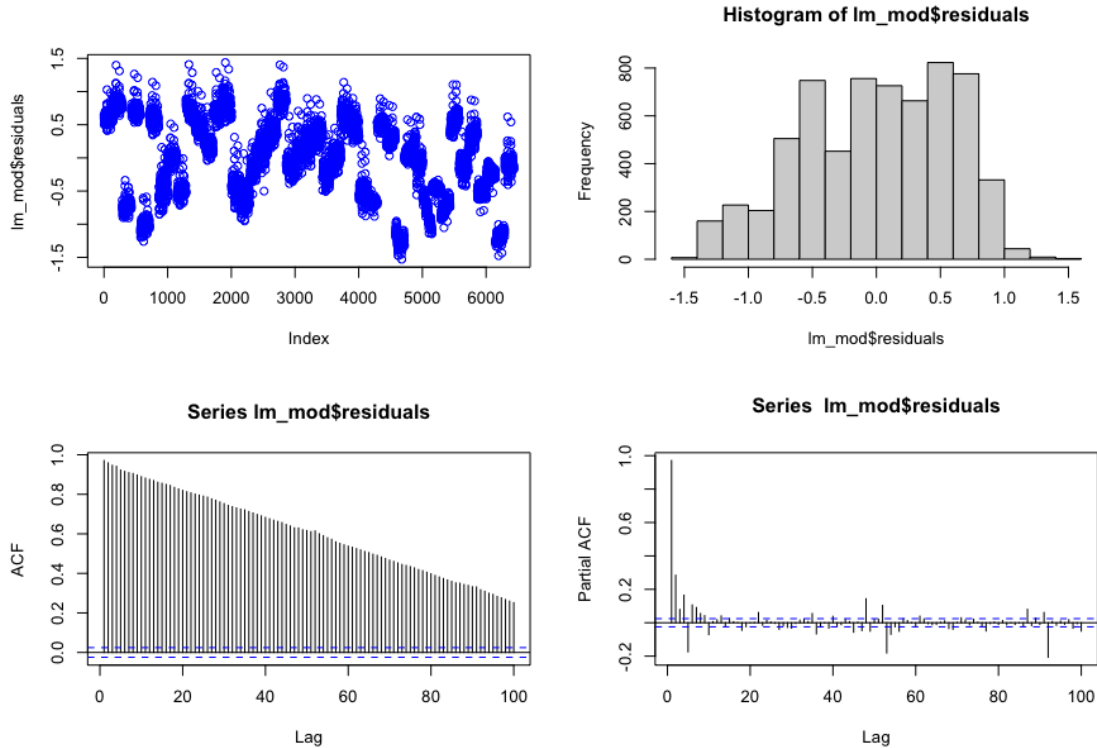 lm_mod$residuals
1.5
0.5
-0.5
-1.5
0 1000 2000 3000 4000 5000 6000
Index
Histogram of lm_mod$residuals
Frequency
800
600
400
200
0
-1.5 -1.0 -0.5 0.0 0.5 1.0 1.5
lm_mod$residuals
Series lm_mod$residuals
ACF
1.0
0.8
0.6
0.4
0.2
0.0
0 20 40 60 80 100
Lag
Series lm_mod$residuals
Partial ACF
1.0
0.6
0.2
-0.2
0 20 40 60 80 100
Lag